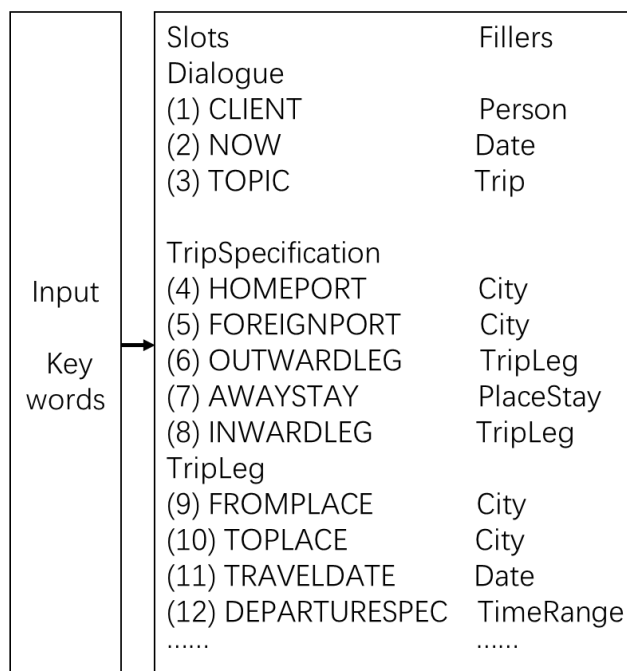 Input
Key
words
Slots Fillers
Dialogue
(1) CLIENT Person
(2) NOW Date
(3) TOPIC Trip
TripSpecification
(4) HOMEPORT City
(5) FOREIGNPORT City
(6) OUTWARDLEG TripLeg
(7) AWAYSTAY PlaceStay
(8) INWARDLEG TripLeg
TripLeg
(9) FROMPLACE City
(10) TOPLACE City
(11) TRAVELDATE Date
(12) DEPARTURESPEC TimeRange
...... ......